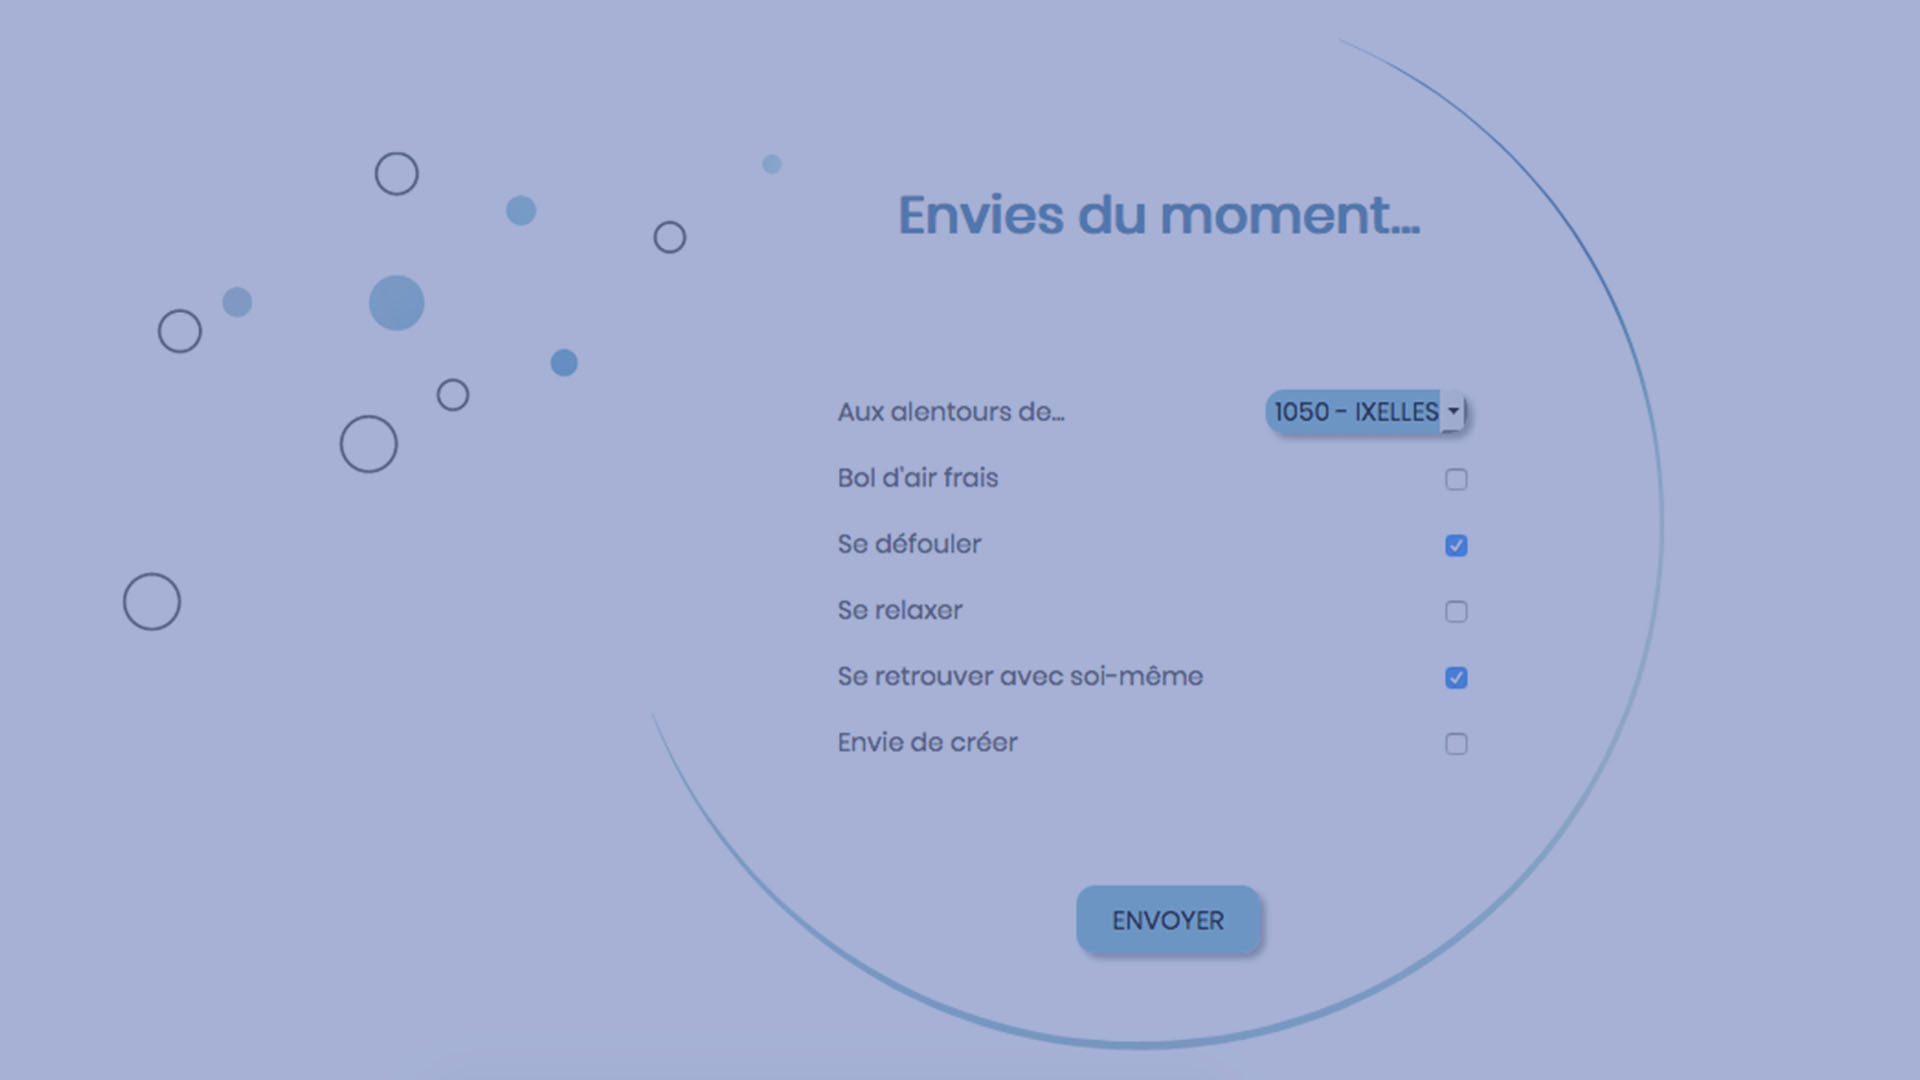 Envies du moment...
Aux alentours de...
1050 - IXELLES
Bol d'air frais
Se défouler
Se relaxer
Se retrouver avec soi-même
Envie de créer
ENVOYER